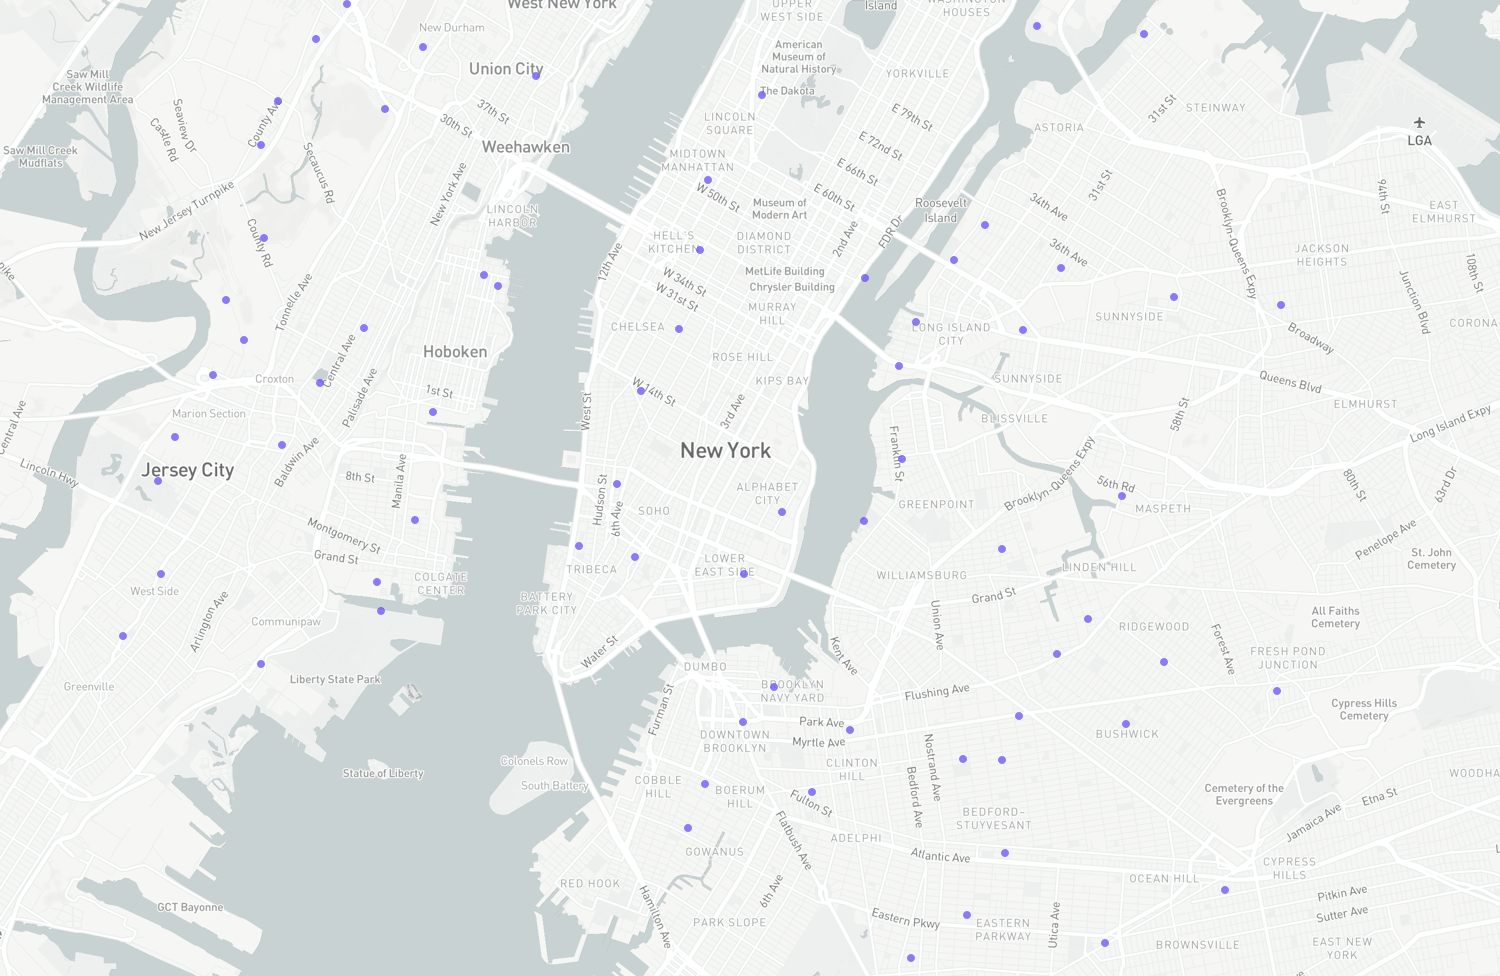 West New York
UPPER
WEST SIDE
Island
WASHINGTON
HOUSES
New Durham
American
Museum of
Natural History
Union City
YORKVILLE
Saw Mill
Creek Wildlife
Management Area
The Dakota
County Ave
37th St
30th St
Seaview Dr
Castle Rd
LINCOLN
SQUARE
E 79th St
31st St
STEINWAY
ASTORIA
LGA
E 72nd St
Secaucus Rd
Weehawken
Saw Mill Creek
Mudflats
MIDTOWN
MANHATTAN
E 66th St
New York Ave
New Jersey Turnpike
W 50th St
E 60th St
31st St
94th St
34th Ave
Roosevelt
Island
Museum of
Modern Art
LINCOLN
HARBOR
EAST
ELMHURST
County Rd
HELL'S
KITCHEN
DIAMOND
DISTRICT
2nd Ave
FDR Dr
36th Ave
Brooklyn-Queens Expy
JACKSON
HEIGHTS
12th Ave
MetLife Building
Chrysler Building
W 34th St
W 31st St
108th St
Tonnelle Ave
MURRAY
HILL
Junction Blvd
CHELSEA
LONG ISLAND
CITY
SUNNYSIDE
Broadway
CORONA
Hoboken
Central Ave
ROSE HILL
Croxton
KIPS BAY
SUNNYSIDE
Queens Blvd
1st St
Palisade Ave
W 14th St
ELMHURST
Marion Section
West St
3rd Ave
BLISSVILLE
58th St
Central Ave
Long Island Expy
New York
Franklin St
Jersey City
Baldwin Ave
Lincoln Hwy
8th St
Manila Ave
ALPHABET
CITY
Hudson St
6th Ave
SOHO
GREENPOINT
Brooklyn-Queens Expy
56th Rd
MASPETH
80th St
63rd Dr
Montgomery St
Grand St
Penelope Ave
LOWER
EAST SIDE
TRIBECA
WILLIAMSBURG
LINDEN HILL
St. John
Cemetery
West Side
COLGATE
CENTER
BATTERY
PARK CITY
Grand St
Arlington Ave
Communipaw
Union Ave
All Faiths
Cemetery
RIDGEWOOD
Forest Ave
Water St
Kent Ave
FRESH POND
JUNCTION
DUMBO
Liberty State Park
Greenville
BROOKLYN
NAVY YARD
Flushing Ave
Furman St
Cypress Hills
Cemetery
Park Ave
DOWNTOWN
BROOKLYN
Myrtle Ave
BUSHWICK
Colonels Row
South Battery
Statue of Liberty
CLINTON
HILL
Nostrand Ave
Bedford Ave
COBBLE
HILL
BOERUM
HILL
Fulton St
Cemetery of the
Evergreens
WOODHA
Etna St
Jamaica Ave
BEDFORD-
STUYVESANT
Flatbush Ave
ADELPHI
GOWANUS
Atlantic Ave
CYPRESS
HILLS
OCEAN HILL
RED HOOK
6th Ave
Pitkin Ave
GCT Bayonne
Hamilton Ave
PARK SLOPE
Eastern Pkwy
EASTERN
PARKWAY
Utica Ave
Sutter Ave
BROWNSVILLE
EAST NEW
YORK